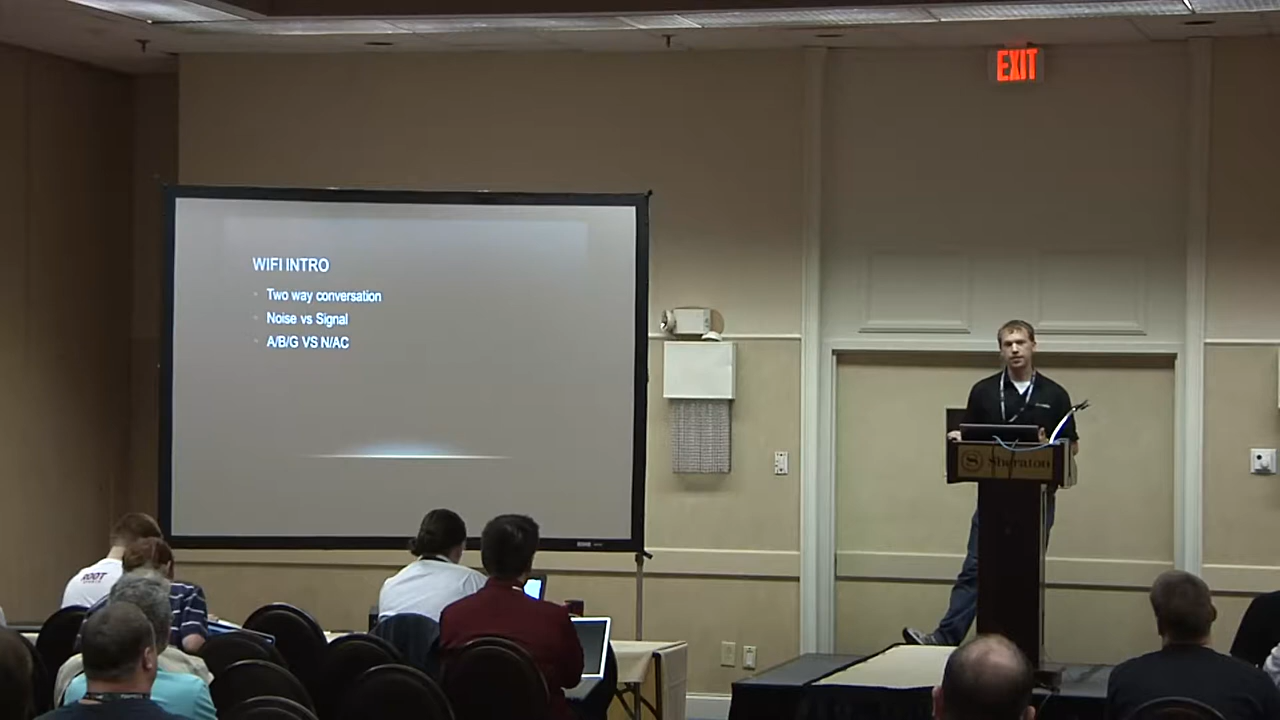 EXIT
WIFI INTRO
Two way conversation
Noise vs Signal
A/B/G VS N/AC
Sheraton
ROOT